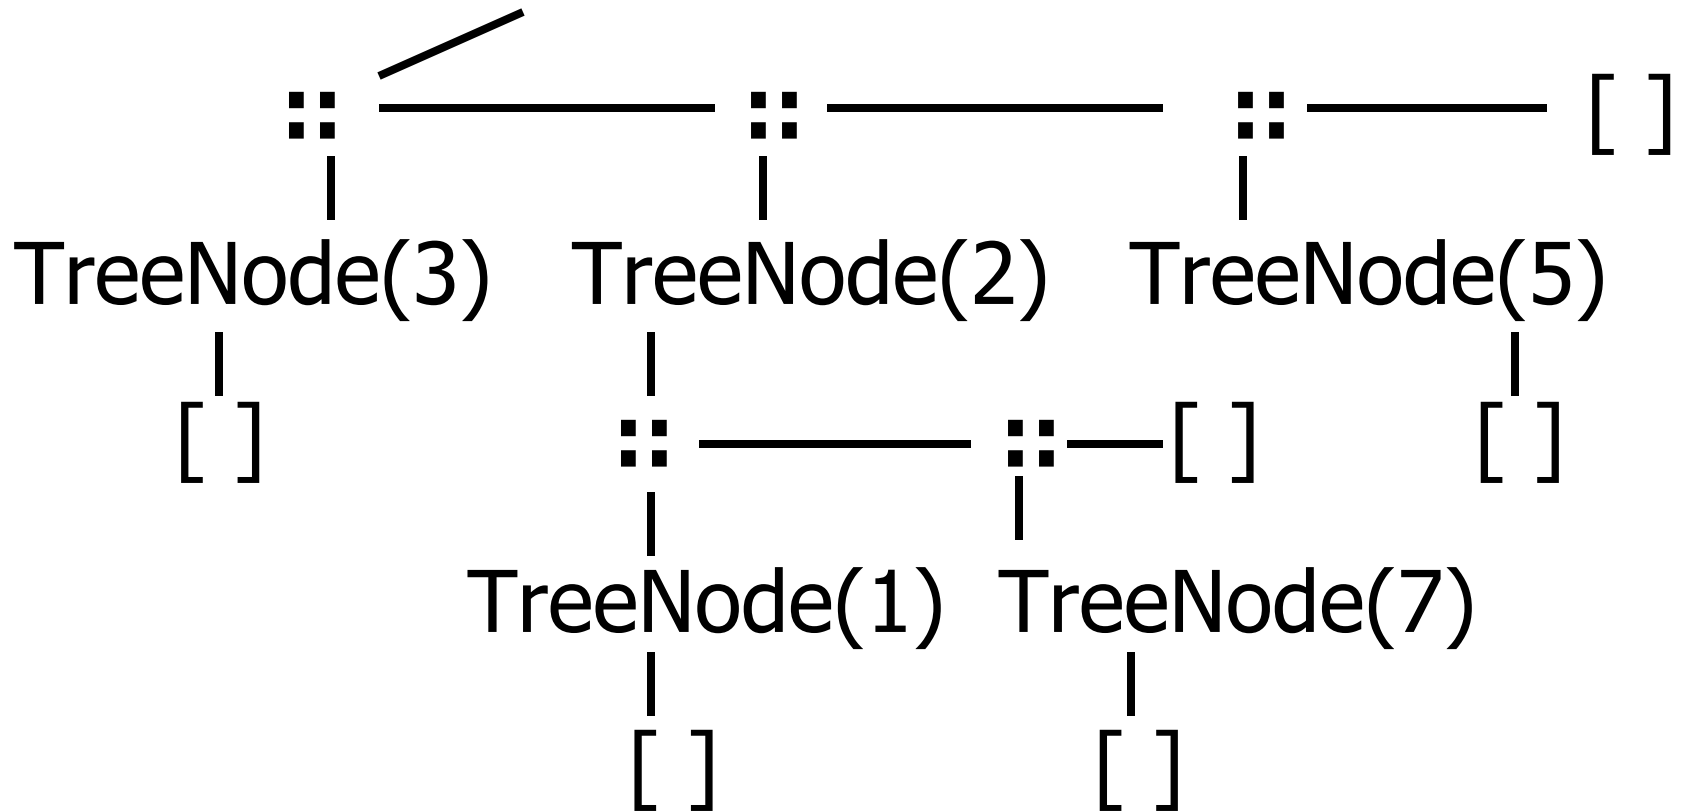 :: :: :: [ ]
TreeNode(3) TreeNode(2) TreeNode(5)
[ ] :: :: [ ] [ ]
TreeNode(1) TreeNode(7)
[ ] [ ]